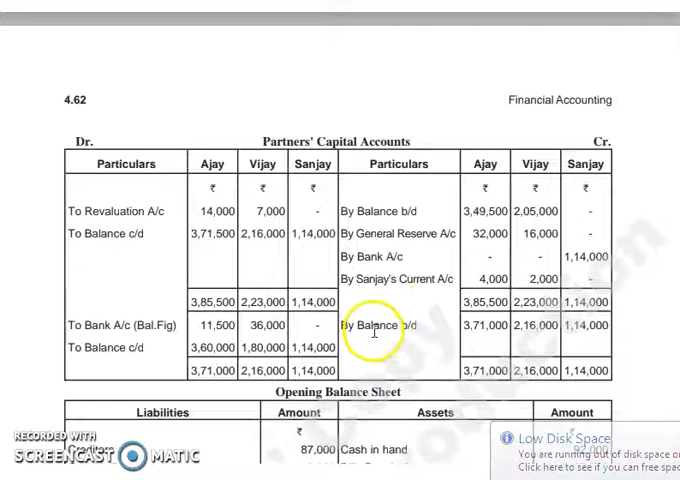 4.62 Financial Accounting
Dr. Partners' Capital Accounts Cr.
Particulars Ajay Vijay Sanjay Particulars Ajay Vijay Sanjay
₹ ₹ ₹ ₹ ₹ ₹
To Revaluation A/c 14,000 7,000 - By Balance b/d 3,49,500 2,05,000 -
To Balance c/d 3,71,500 2,16,000 1,14,000 By General Reserve A/c 32,000 16,000 -
By Bank A/c - - 1,14,000
By Sanjay's Current A/c 4,000 2,000 -
3,85,500 2,23,000 1,14,000 3,85,500 2,23,000 1,14,000
To Bank A/c (Bal.Fig) 11,500 36,000 - By Balance b/d 3,71,000 2,16,000 1,14,000
To Balance c/d 3,60,000 1,80,000 1,14,000
3,71,000 2,16,000 1,14,000 3,71,000 2,16,000 1,14,000
Opening Balance Sheet
Liabilities Amount Assets Amount
₹
87,000 Cash in hand 92,000
RECORDED WITH
SCREENCAST MATIC
Low Disk Space
You are running out of disk space o
Click here to see if you can free spac